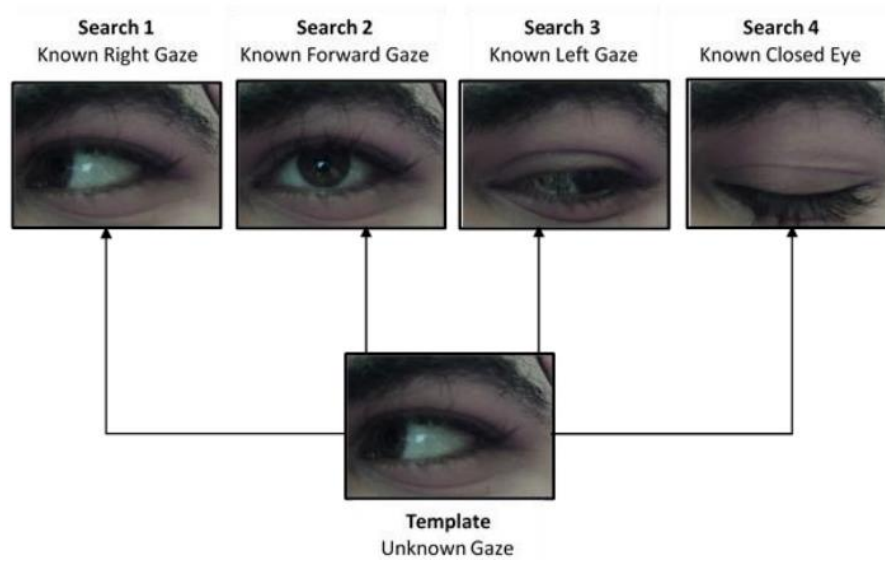 Search 1
Known Right Gaze
Search 2
Known Forward Gaze
Search 3
Known Left Gaze
Search 4
Known Closed Eye
Template
Unknown Gaze